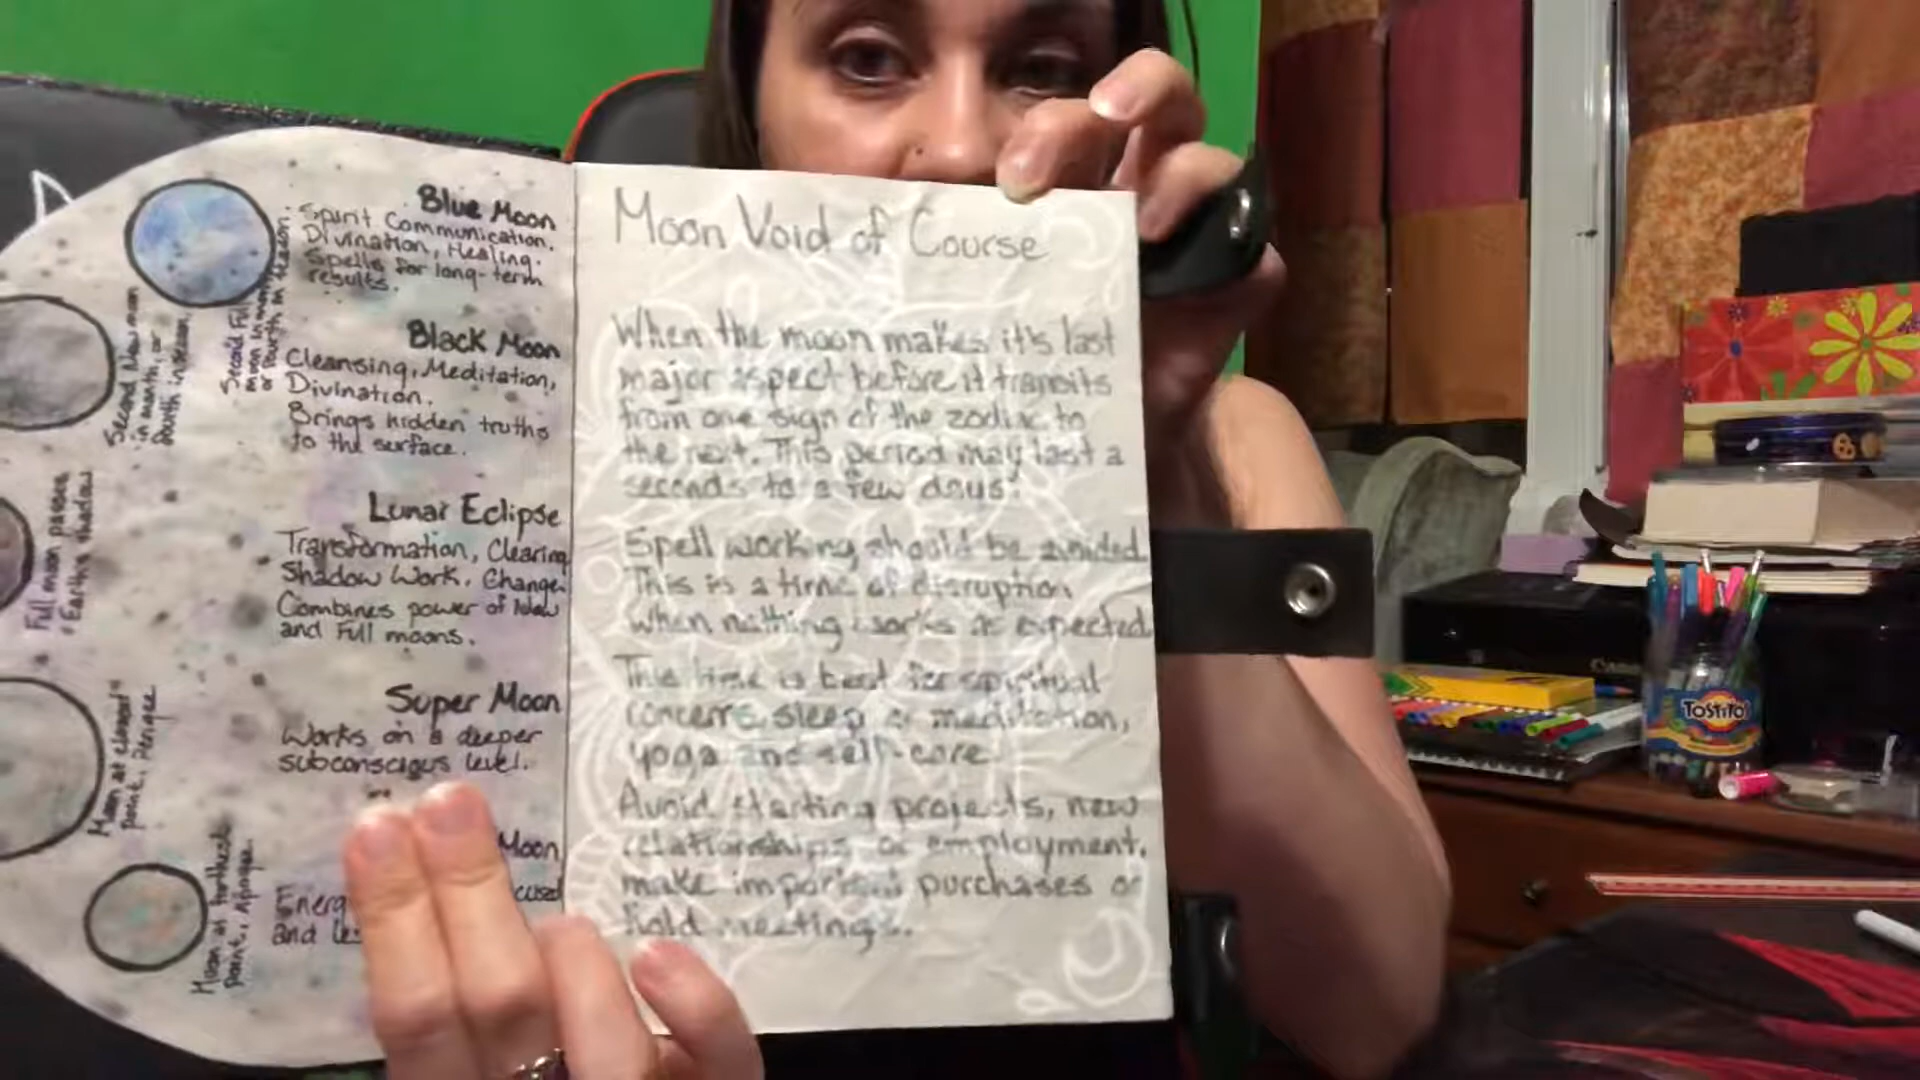 Blue Moon
Spirit Communication.
Divination, Healing.
Spells for long-term
results.
Second Full
moon in month
or fourth in season.
Black Moon
Cleansing, Meditation,
Divination.
Brings hidden truths
to the surface.
Second New moon
in month, or
fourth in season.
Lunar Eclipse
Transformation, Clearing
Shadow Work, Change
Combines power of New
and Full moons.
Full moon passes
Earth's shadow
Super Moon
Works on a deeper
subconscious level.
Moon at closest
point. Perigee
Moon
Energ
cused
and les
Moon at farthest
point. Apogee
Moon Void of Course
When the moon makes it's last
major aspect before it transits
from one sign of the zodiac to
the next. This period may last a
seconds to a few days.
Spell working should be avoided
This is a time of disruption
when nothing works as expected
This time is best for spiritual
concerns sleep or meditation,
yoga and self-care
Avoid starting projects, new
relationships or employment,
make important purchases or
hold meetings.
TOSTITOS